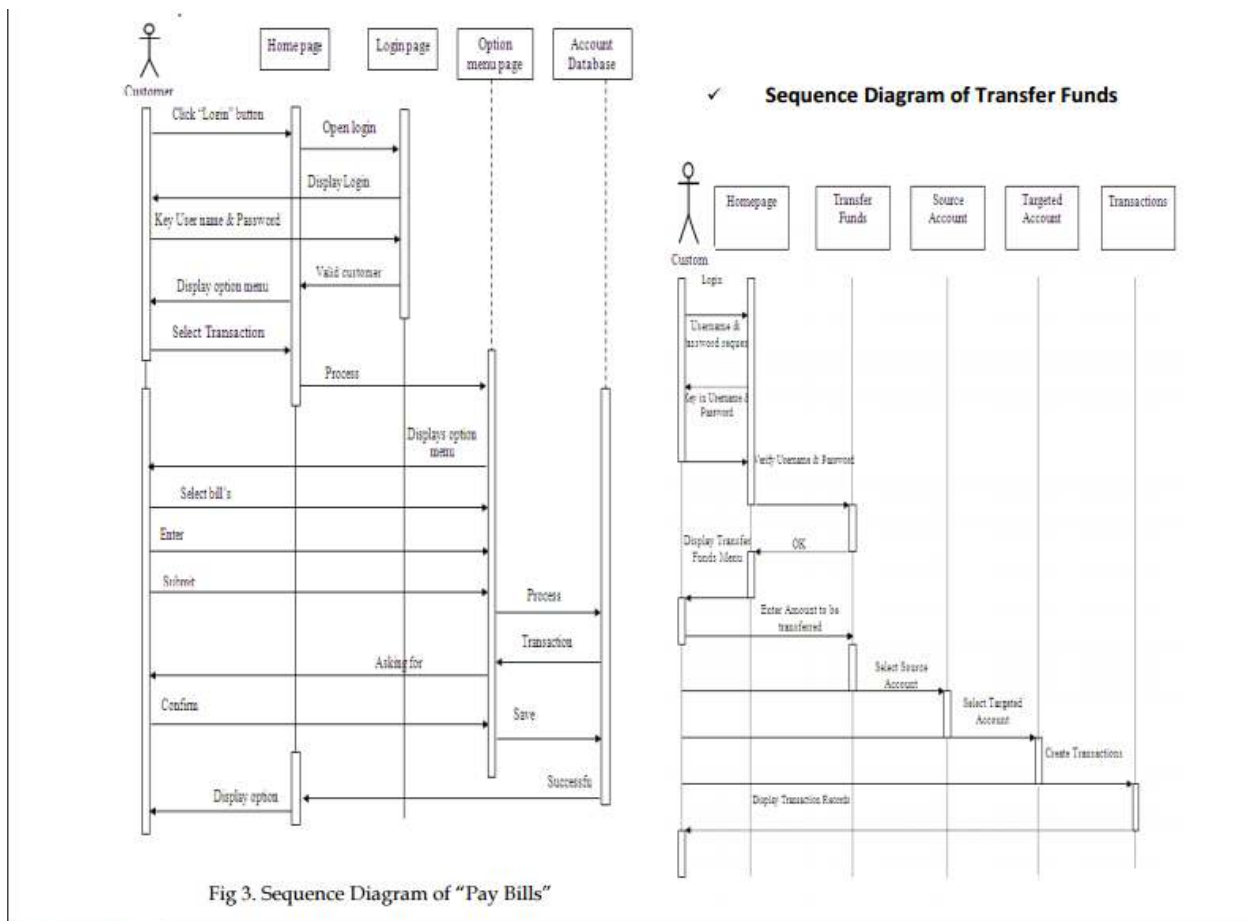 Home page
Login page
Option
menu page
Account
Database
Customer
Click "Login" button
Open login
Display Login
Key User name & Password
Valid customer
Display option menu
Select Transaction
Process
Displays option
menu
Select bill's
Enter
Submit
Process
Transaction
Asking for
Confirm
Save
Successfu
Display option
Fig 3. Sequence Diagram of "Pay Bills"
✓ Sequence Diagram of Transfer Funds
Homepage
Transfer
Funds
Source
Account
Targeted
Account
Transactions
Custom
Login
Username &
assword reques
Key in Username &
Password
Verify Username & Password
Display Transfer
Funds Menu
OK
Enter Amount to be
transferred
Select Source
Account
Select Targeted
Account
Create Transactions
Display Transaction Records